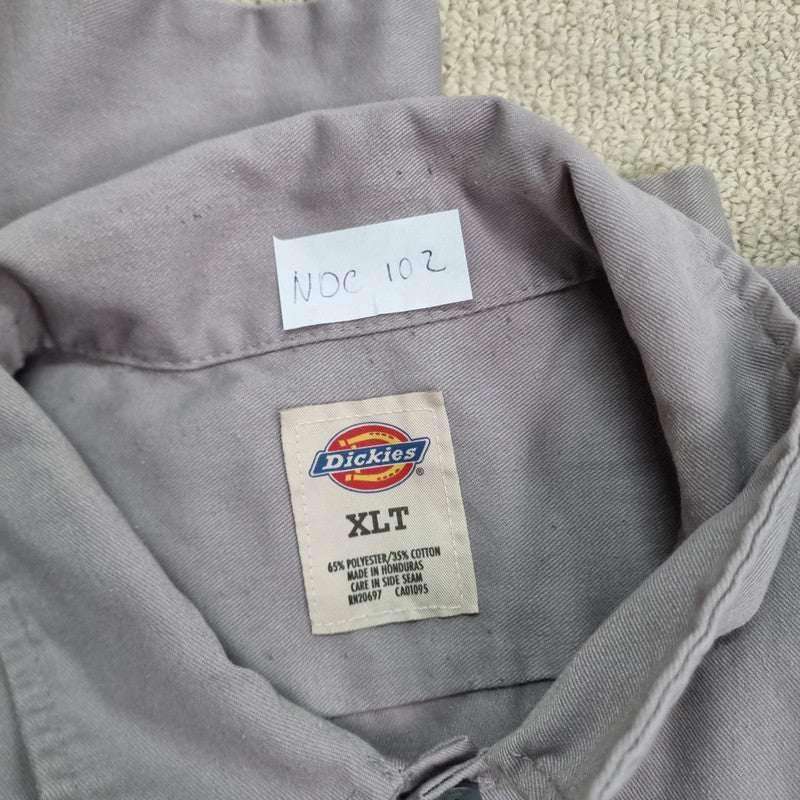 NOC 102
Dickies ®
XLT
65% POLYESTER/35% COTTON
MADE IN HONDURAS
CARE IN SIDE SEAM
RN20697 CA01095